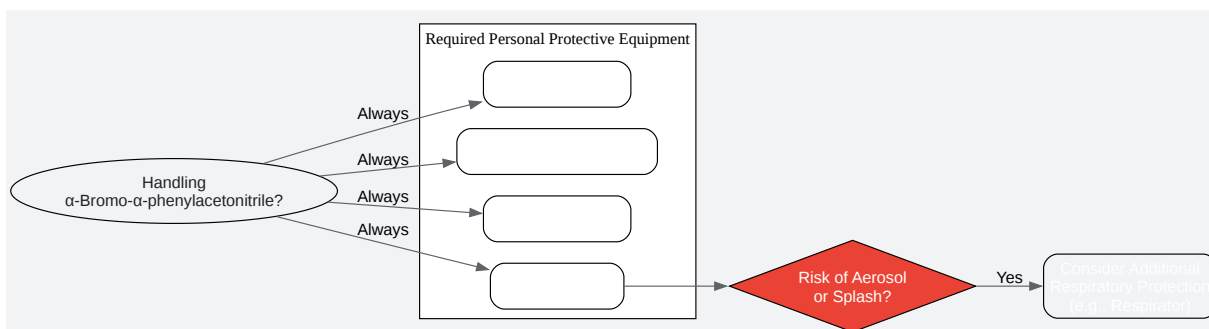 Required Personal Protective Equipment
Always
Always
Always
Always
Handling
α-Bromo-α-phenylacetonitrile?
Risk of Aerosol
or Splash?
Yes
Consider Additional
Respiratory Protection
(e.g., Respirator)